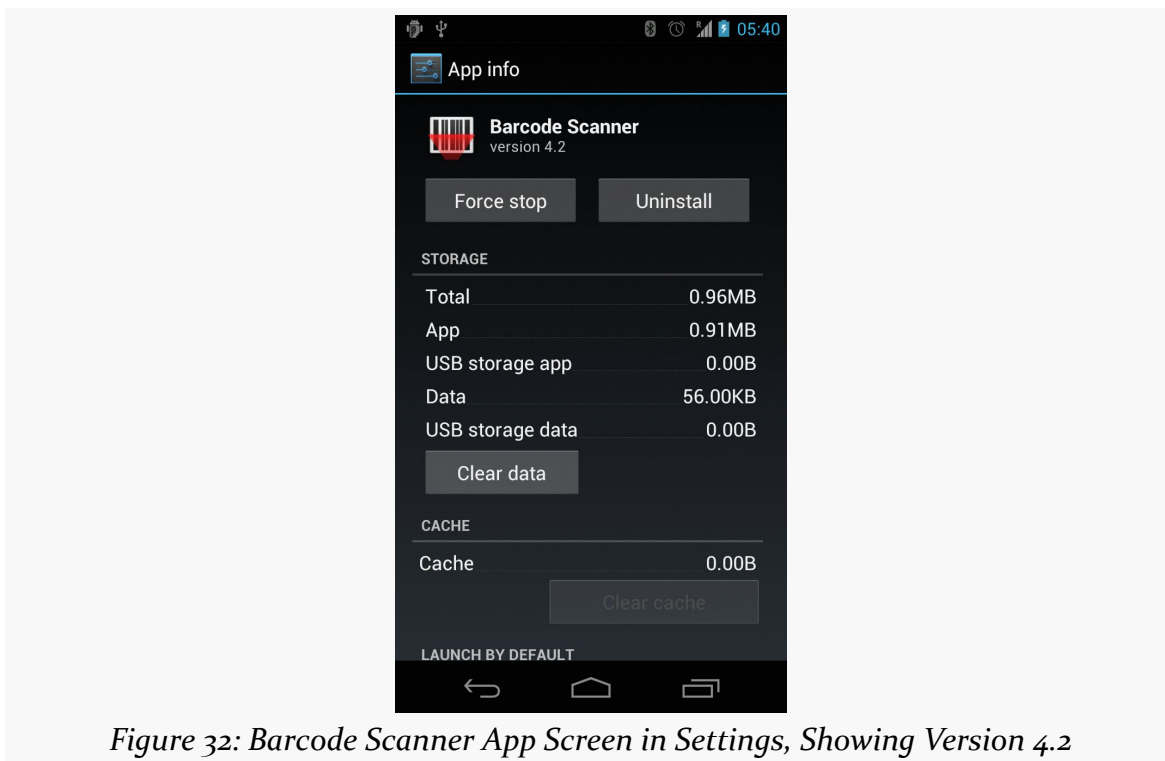 R 05:40
App info
Barcode Scanner
version 4.2
Force stop Uninstall
STORAGE
Total 0.96MB
App 0.91MB
USB storage app 0.00B
Data 56.00KB
USB storage data 0.00B
Clear data
CACHE
Cache 0.00B
Clear cache
LAUNCH BY DEFAULT
Figure 32: Barcode Scanner App Screen in Settings, Showing Version 4.2